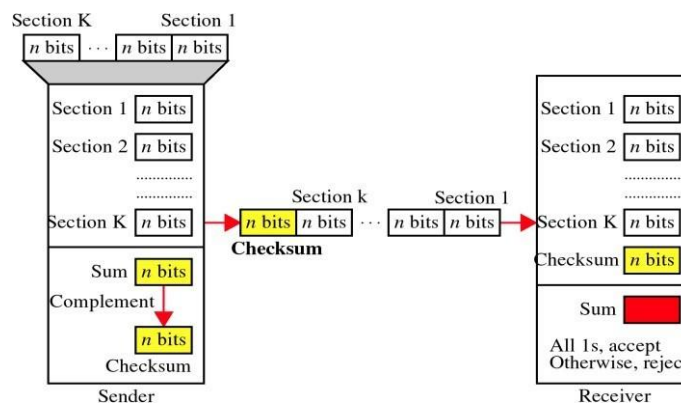 Section K Section 1
n bits ... n bits n bits
Section 1 n bits
Section 2 n bits
Section K n bits
Sum n bits
Complement
n bits
Checksum
Sender
Section k Section 1
n bits n bits ... n bits n bits
Checksum
Section 1 n bits
Section 2 n bits
Section K n bits
Checksum n bits
Sum
All 1s, accept
Otherwise, rejec
Receiver